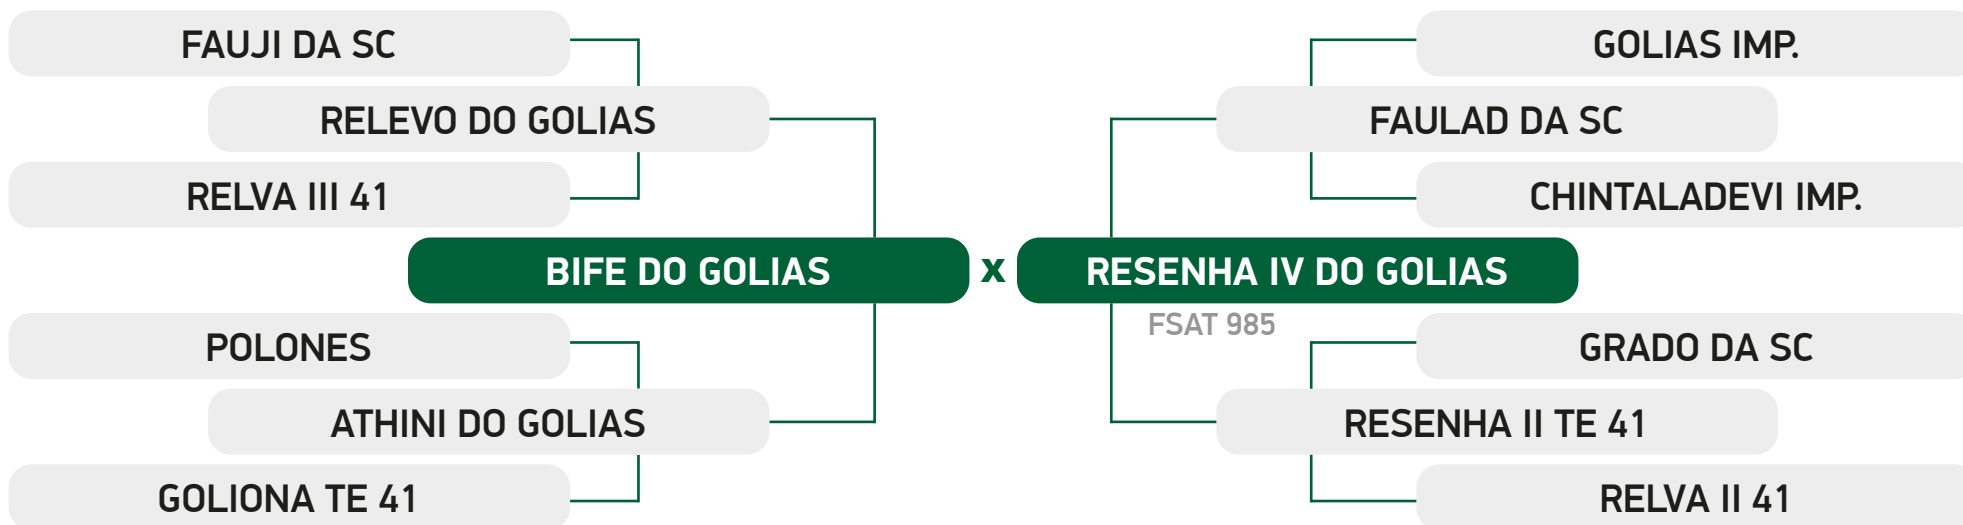 FAUJI DA SC
GOLIAS IMP.
RELEVO DO GOLIAS
FAULAD DA SC
RELVA III 41
CHINTALADEVI IMP.
BIFE DO GOLIAS x RESENHA IV DO GOLIAS
FSAT 985
POLONES
GRADO DA SC
ATHINI DO GOLIAS
RESENHA II TE 41
GOLIONA TE 41
RELVA II 41